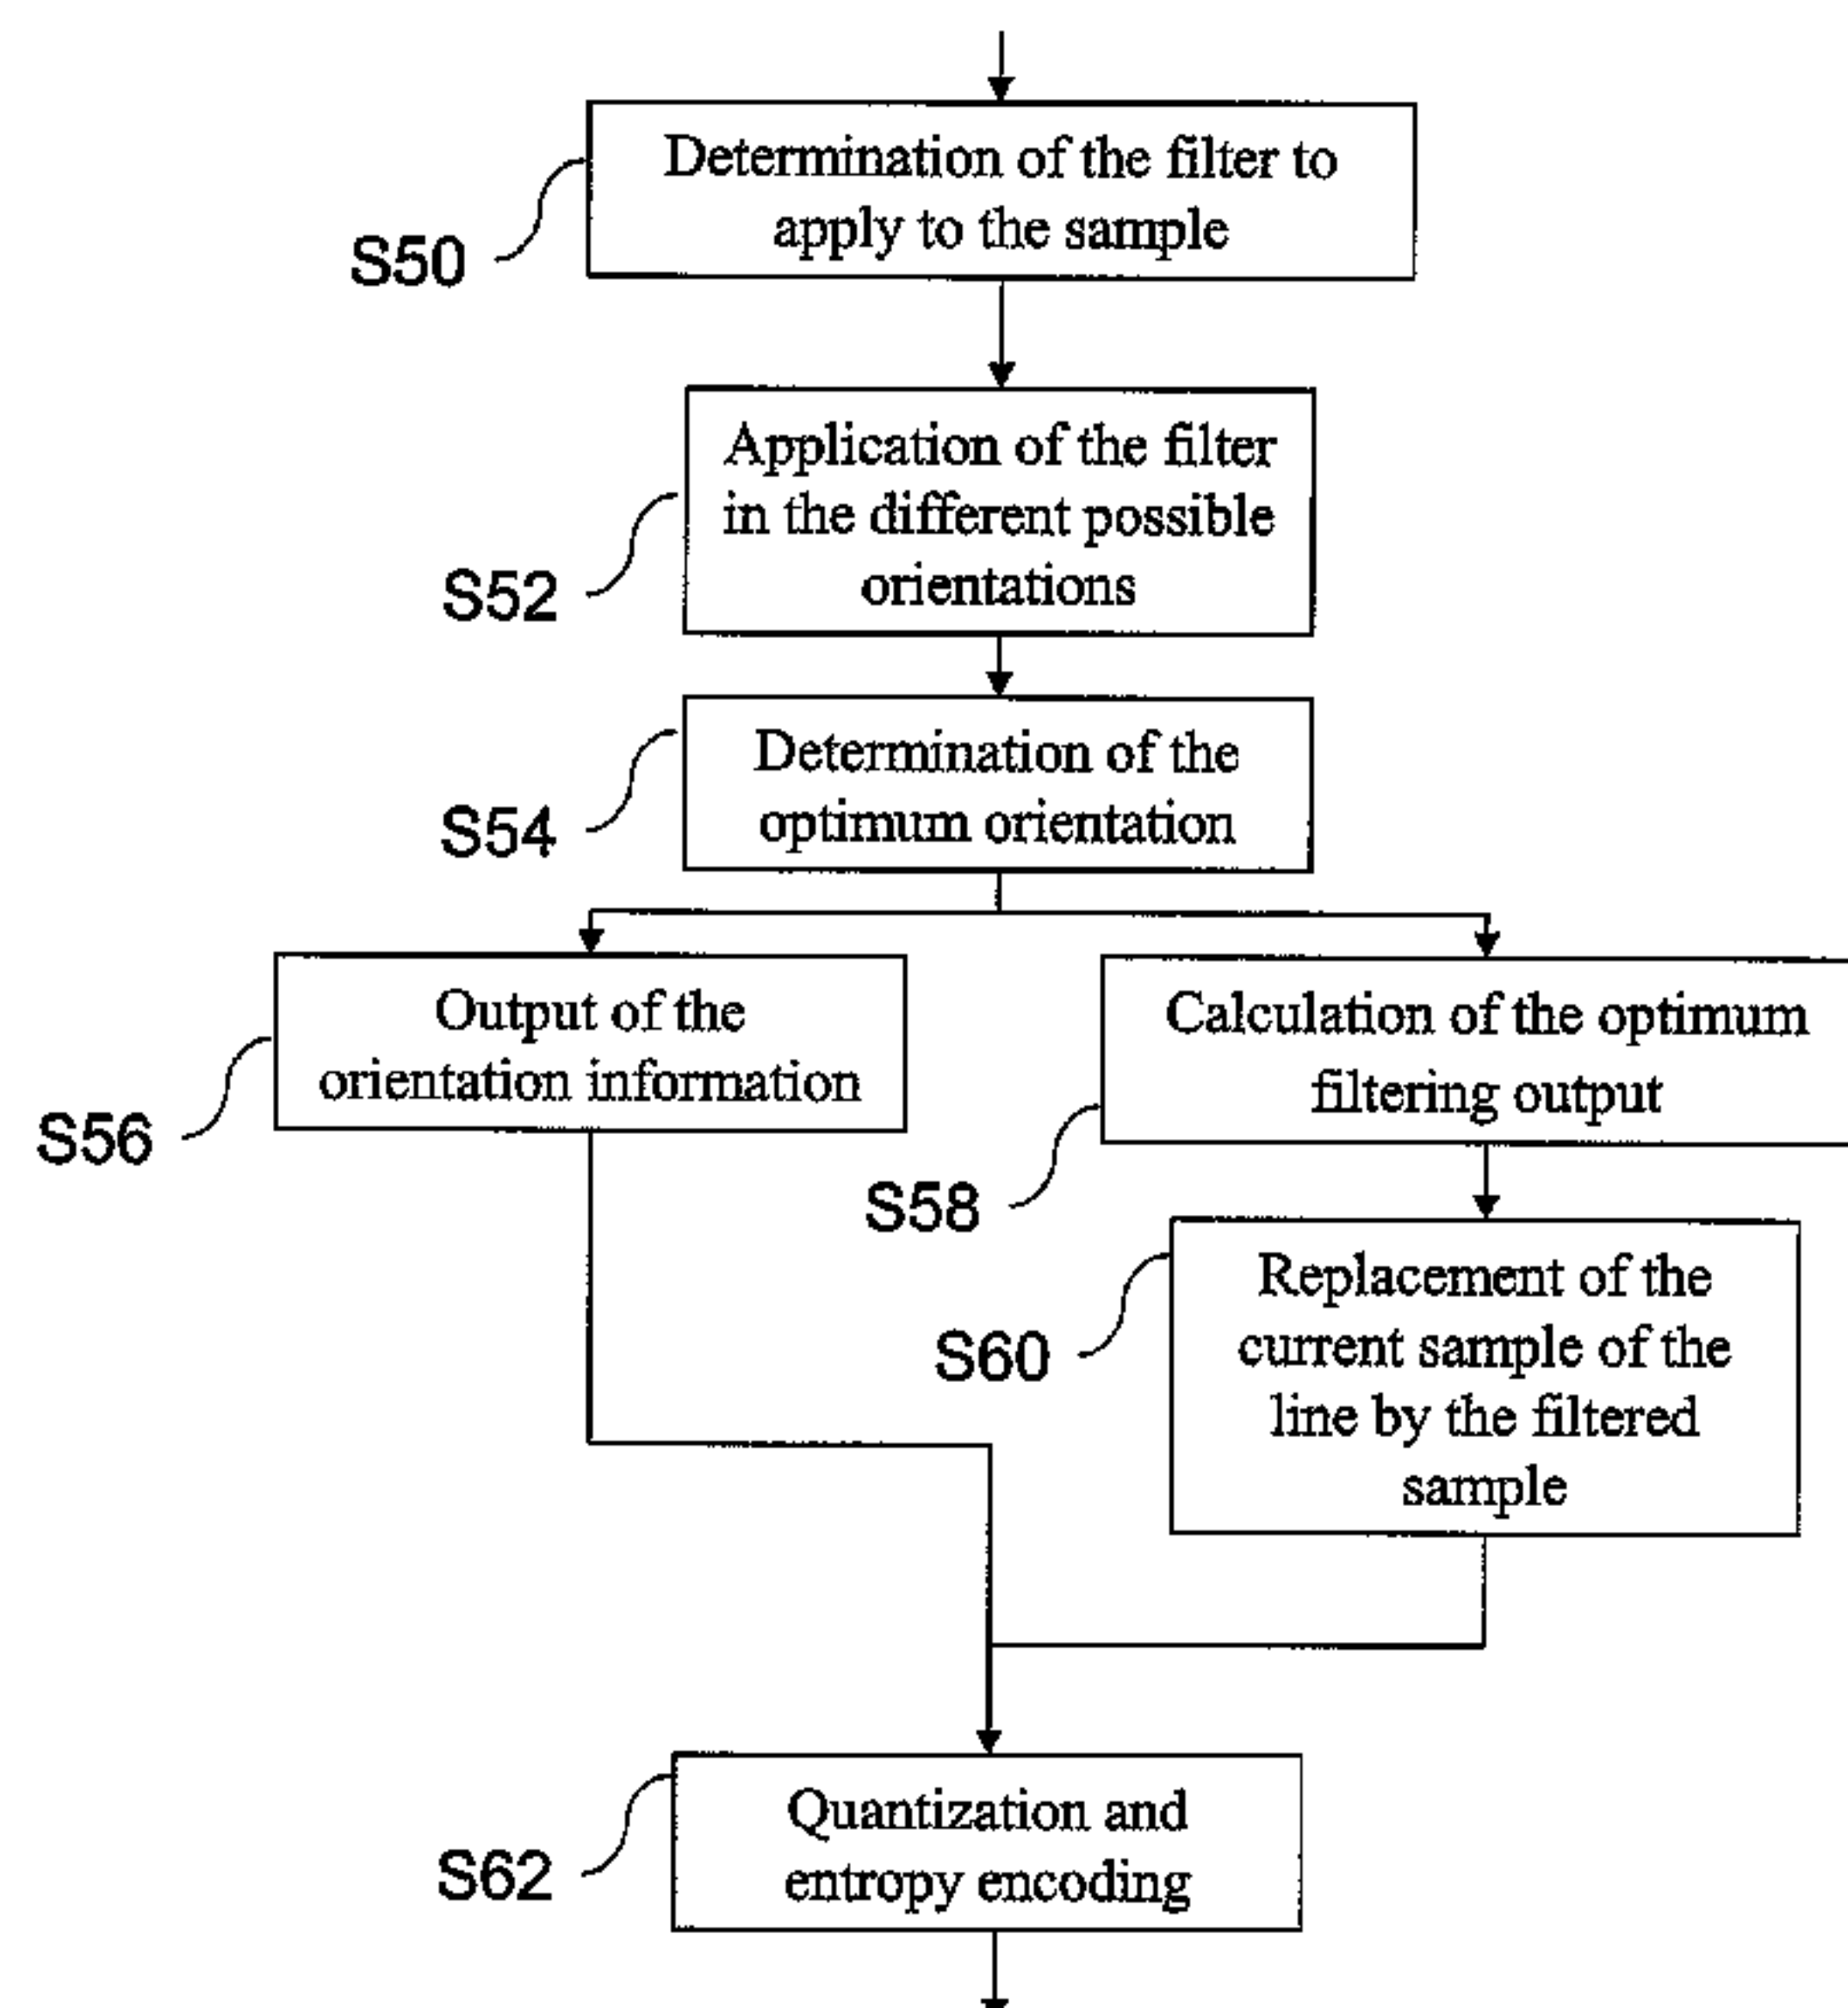 Determination of the filter to
apply to the sample
S50
Application of the filter
in the different possible
orientations
S52
Determination of the
optimum orientation
S54
Output of the
orientation information
S56
Calculation of the optimum
filtering output
S58
Replacement of the
current sample of the
line by the filtered
sample
S60
Quantization and
entropy encoding
S62